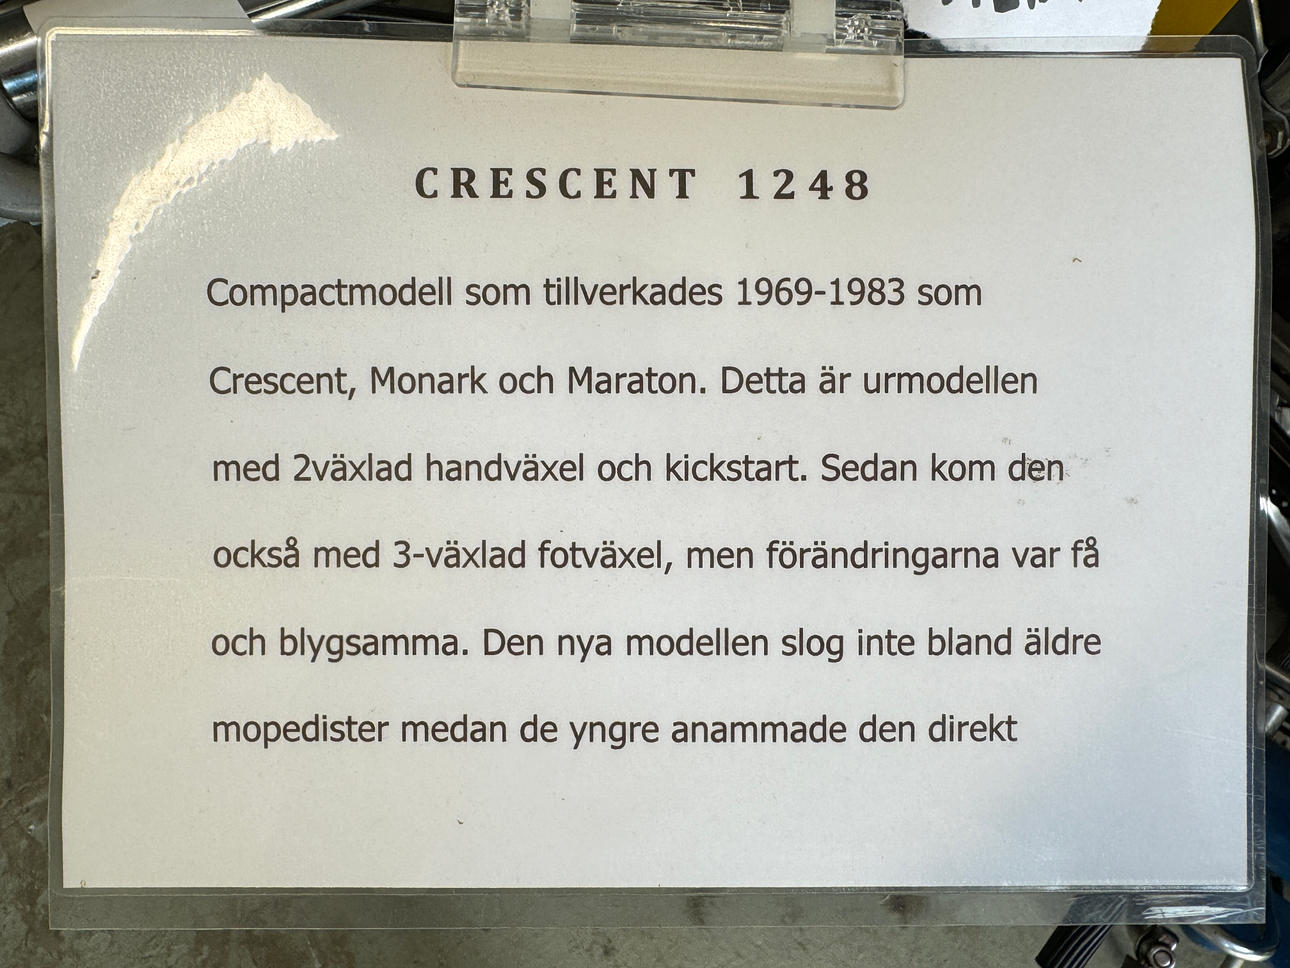 CRESCENT 1248
Compactmodell som tillverkades 1969-1983 som
Crescent, Monark och Maraton. Detta är urmodellen
med 2växlad handväxel och kickstart. Sedan kom den
också med 3-växlad fotväxel, men förändringarna var få
och blygsamma. Den nya modellen slog inte bland äldre
mopedister medan de yngre anammade den direkt